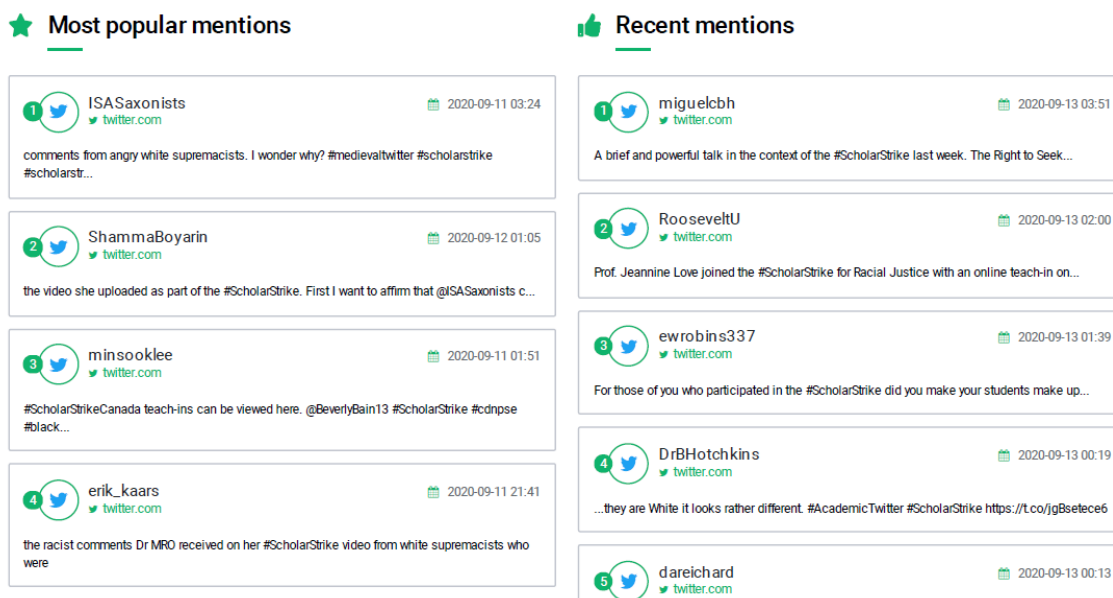 Most popular mentions
1
ISASaxonists
2020-09-11 03:24
twitter.com
comments from angry white supremacists. I wonder why? #medievaltwitter #scholarstrike
#scholarstr...
2
ShammaBoyarin
2020-09-12 01:05
twitter.com
the video she uploaded as part of the #ScholarStrike. First I want to affirm that @ISASaxonists c...
3
minsooklee
2020-09-11 01:51
twitter.com
#ScholarStrikeCanada teach-ins can be viewed here. @BeverlyBain13 #ScholarStrike #cdnpse
#black...
4
erik_kaars
2020-09-11 21:41
twitter.com
the racist comments Dr MRO received on her #ScholarStrike video from white supremacists who
were
Recent mentions
1
miguelcbh
2020-09-13 03:51
twitter.com
A brief and powerful talk in the context of the #ScholarStrike last week. The Right to Seek...
2
RooseveltU
2020-09-13 02:00
twitter.com
Prof. Jeannine Love joined the #ScholarStrike for Racial Justice with an online teach-in on...
3
ewrobins337
2020-09-13 01:39
twitter.com
For those of you who participated in the #ScholarStrike did you make your students make up...
4
DrBHotchkins
2020-09-13 00:19
twitter.com
...they are White it looks rather different. #AcademicTwitter #ScholarStrike https://t.co/jgBsetece6
5
dareichard
2020-09-13 00:13
twitter.com